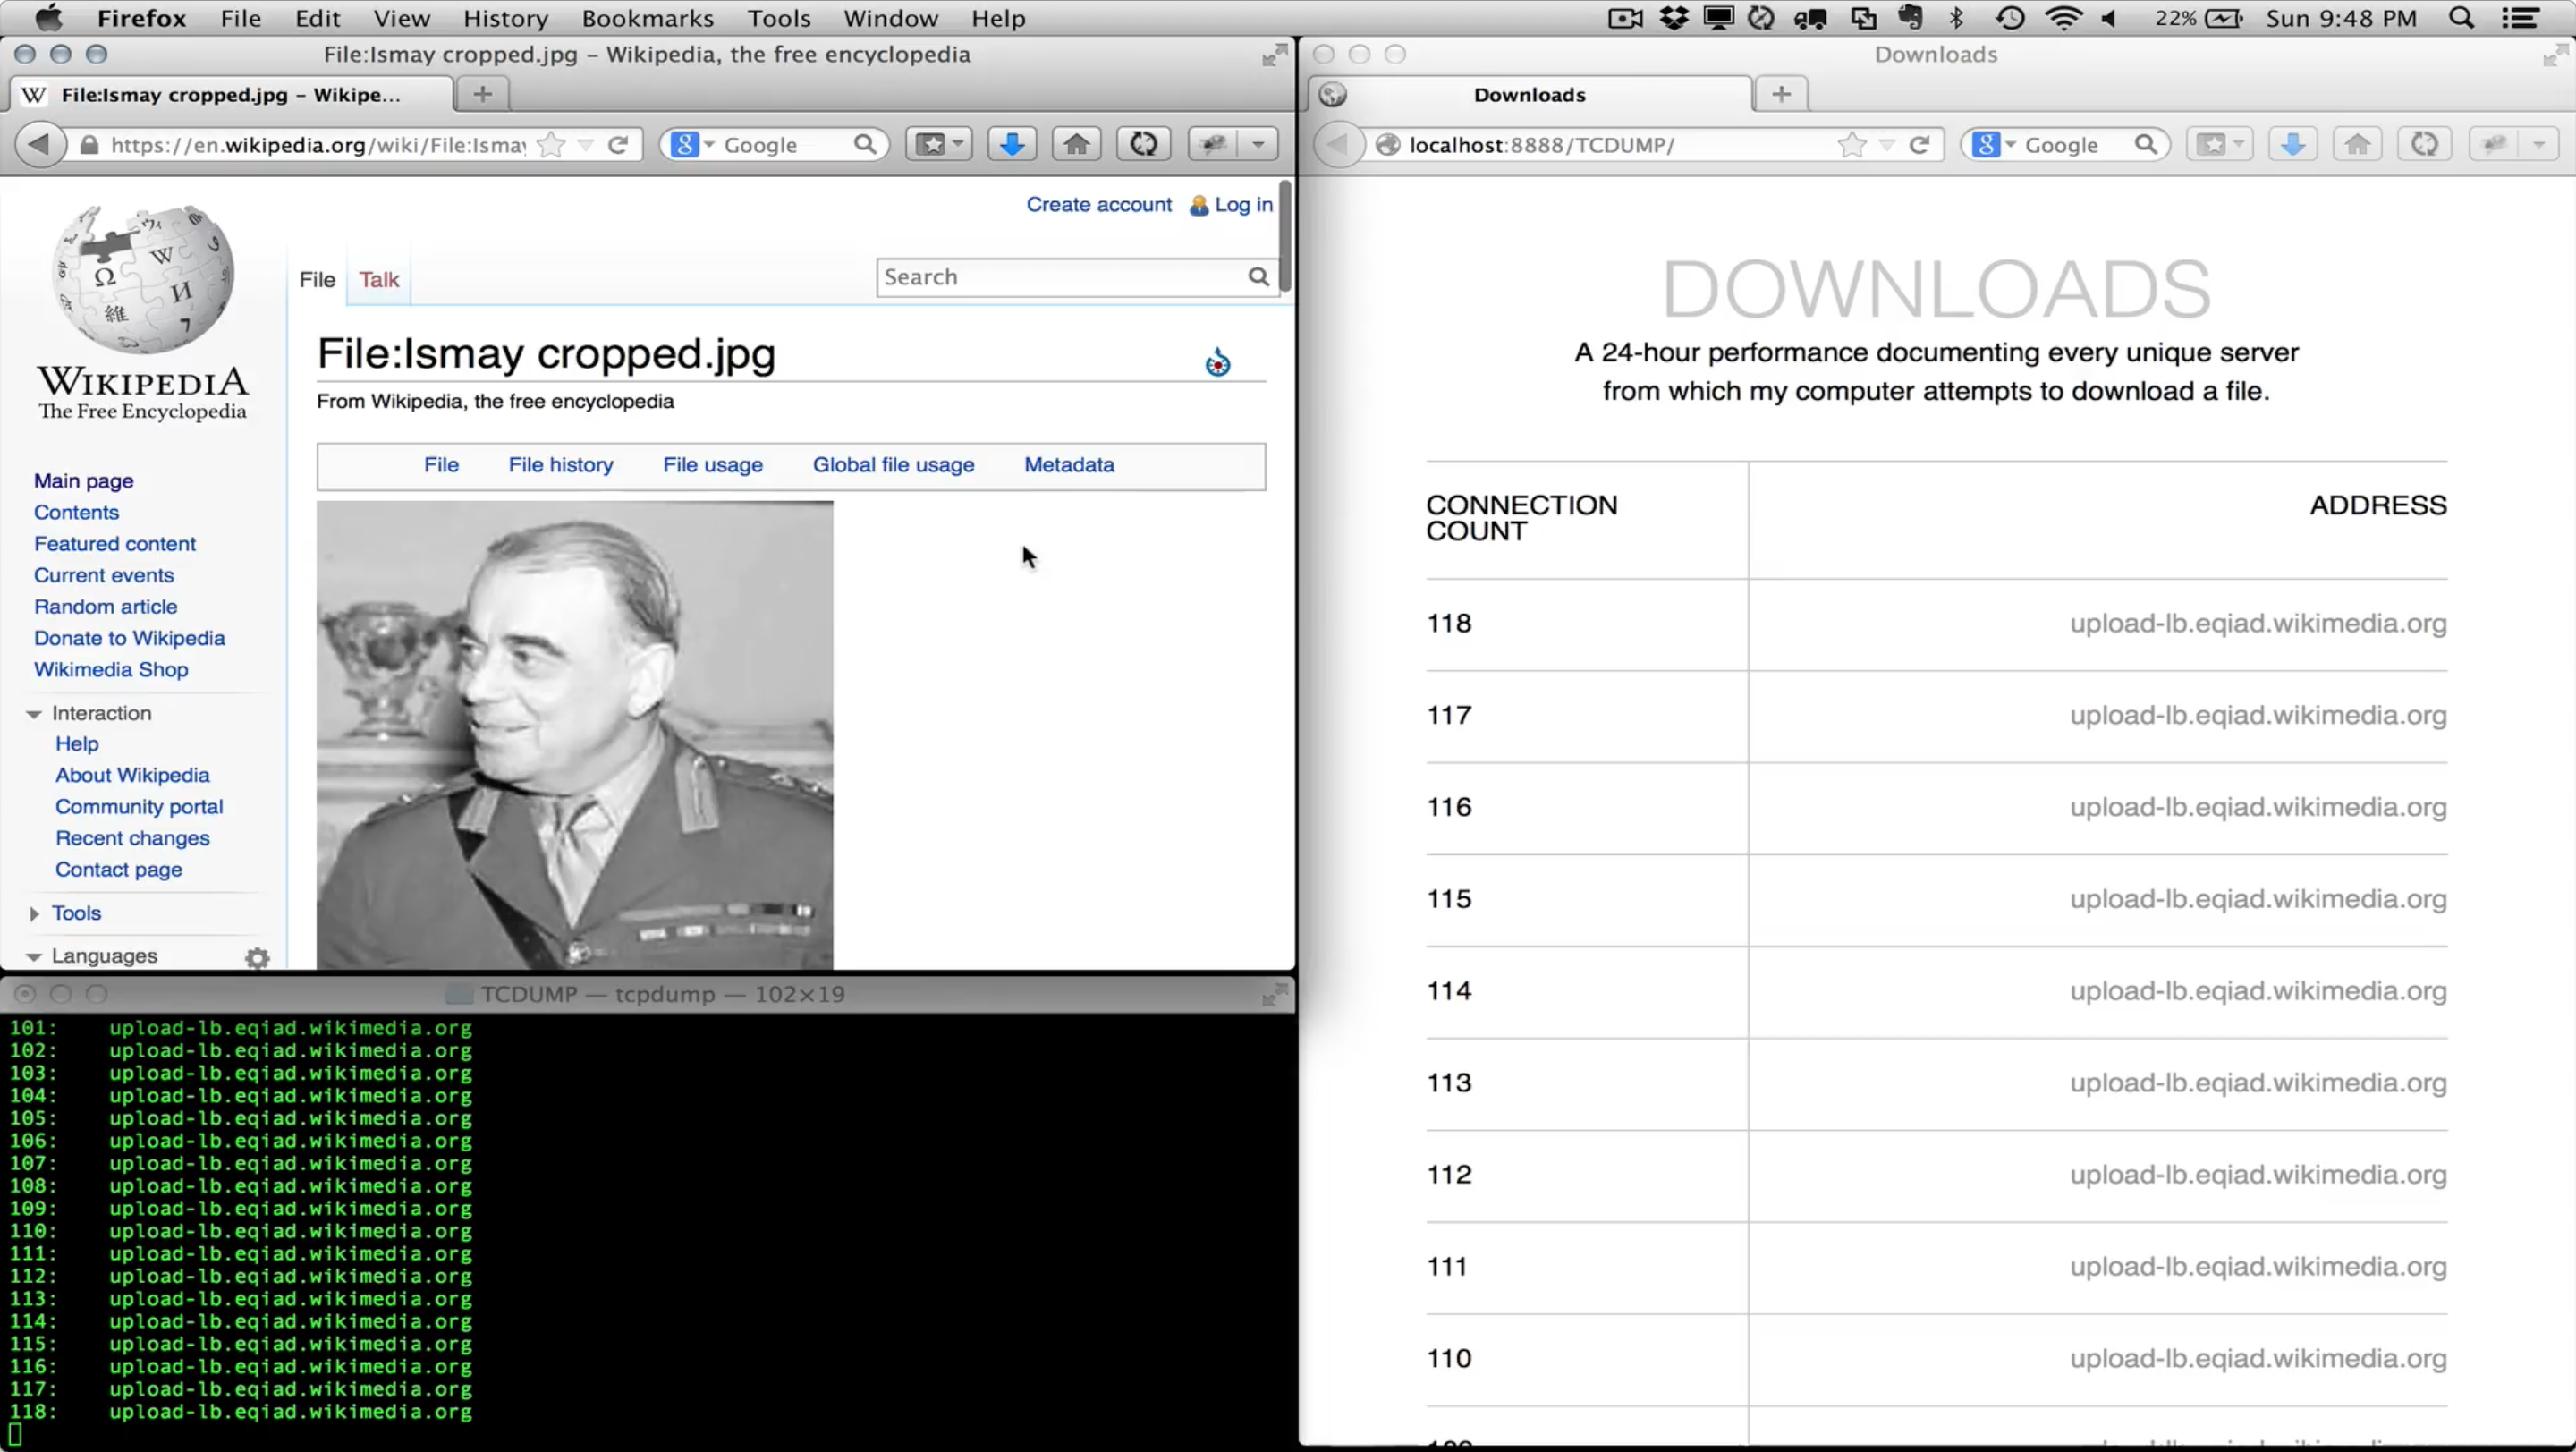 Firefox File Edit View History Bookmarks Tools Window Help 22% Sun 9:48 PM
File:Ismay cropped.jpg – Wikipedia, the free encyclopedia
W File:Ismay cropped.jpg – Wikipe...
https://en.wikipedia.org/wiki/File:Isma Google
Create account Log in
WIKIPEDIA
The Free Encyclopedia
File Talk
Search
File:Ismay cropped.jpg
From Wikipedia, the free encyclopedia
File File history File usage Global file usage Metadata
Main page
Contents
Featured content
Current events
Random article
Donate to Wikipedia
Wikimedia Shop
Interaction
Help
About Wikipedia
Community portal
Recent changes
Contact page
Tools
Languages
TCDUMP — tcpdump — 102×19
101: upload-lb.eqiad.wikimedia.org
102: upload-lb.eqiad.wikimedia.org
103: upload-lb.eqiad.wikimedia.org
104: upload-lb.eqiad.wikimedia.org
105: upload-lb.eqiad.wikimedia.org
106: upload-lb.eqiad.wikimedia.org
107: upload-lb.eqiad.wikimedia.org
108: upload-lb.eqiad.wikimedia.org
109: upload-lb.eqiad.wikimedia.org
110: upload-lb.eqiad.wikimedia.org
111: upload-lb.eqiad.wikimedia.org
112: upload-lb.eqiad.wikimedia.org
113: upload-lb.eqiad.wikimedia.org
114: upload-lb.eqiad.wikimedia.org
115: upload-lb.eqiad.wikimedia.org
116: upload-lb.eqiad.wikimedia.org
117: upload-lb.eqiad.wikimedia.org
118: upload-lb.eqiad.wikimedia.org
Downloads
Downloads
localhost:8888/TCDUMP/ Google
DOWNLOADS
A 24-hour performance documenting every unique server
from which my computer attempts to download a file.
CONNECTION
COUNT
ADDRESS
118 upload-lb.eqiad.wikimedia.org
117 upload-lb.eqiad.wikimedia.org
116 upload-lb.eqiad.wikimedia.org
115 upload-lb.eqiad.wikimedia.org
114 upload-lb.eqiad.wikimedia.org
113 upload-lb.eqiad.wikimedia.org
112 upload-lb.eqiad.wikimedia.org
111 upload-lb.eqiad.wikimedia.org
110 upload-lb.eqiad.wikimedia.org